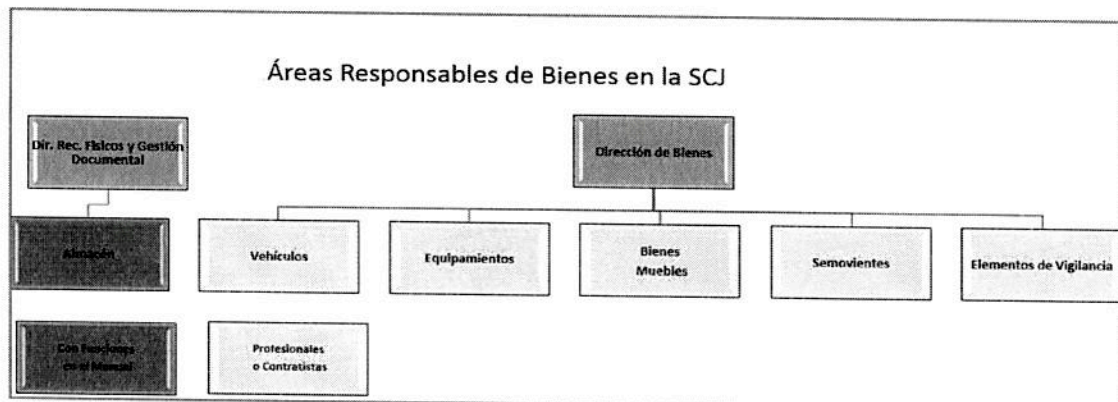 Áreas Responsables de Bienes en la SCJ
Dir. Rec. Físicos y Gestión
Documental
Dirección de Bienes
Almacén
Vehículos
Equipamientos
Bienes
Muebles
Semovientes
Elementos de Vigilancia
Con Funciones
en el Manual
Profesionales
o Contratistas